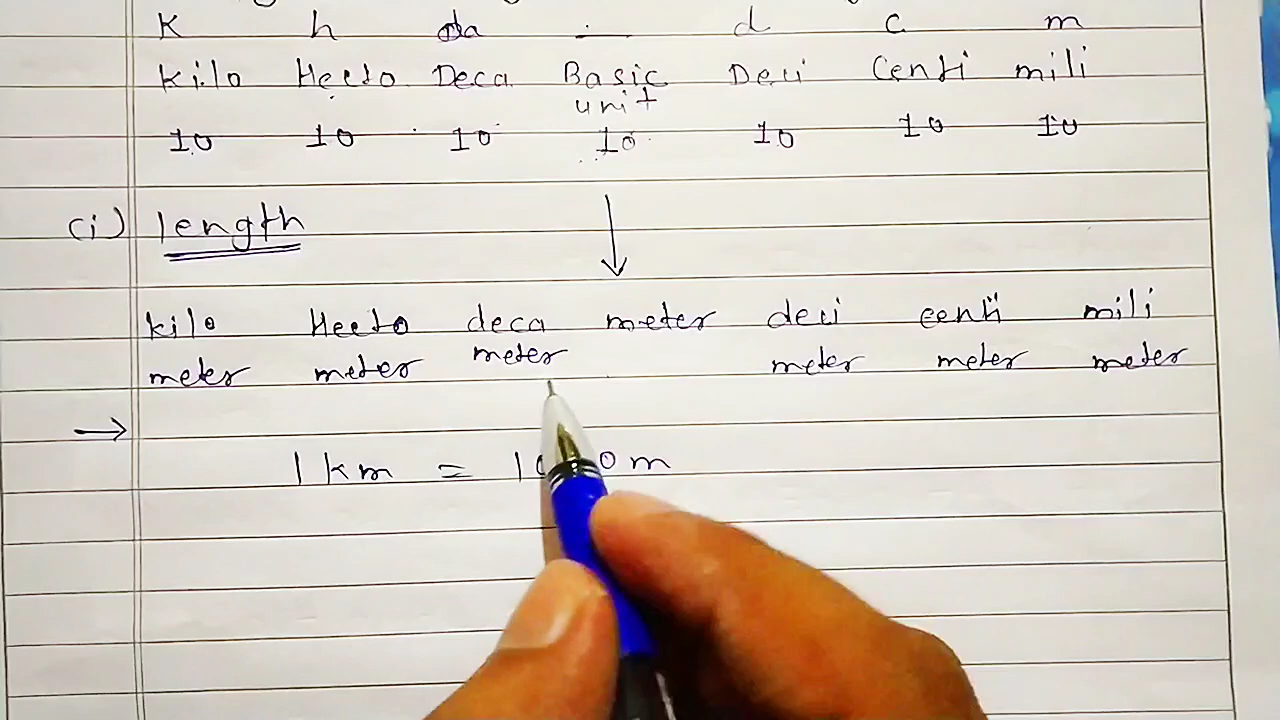 K h da . d c m
Kilo Hecto Deca Basic Deci Centi mili
unit
10 10 10 10 10 10 10
(i) length
kilo Hecto deca meter deci centi mili
meter meter meter meter meter meter
→ 1 km = 1000m